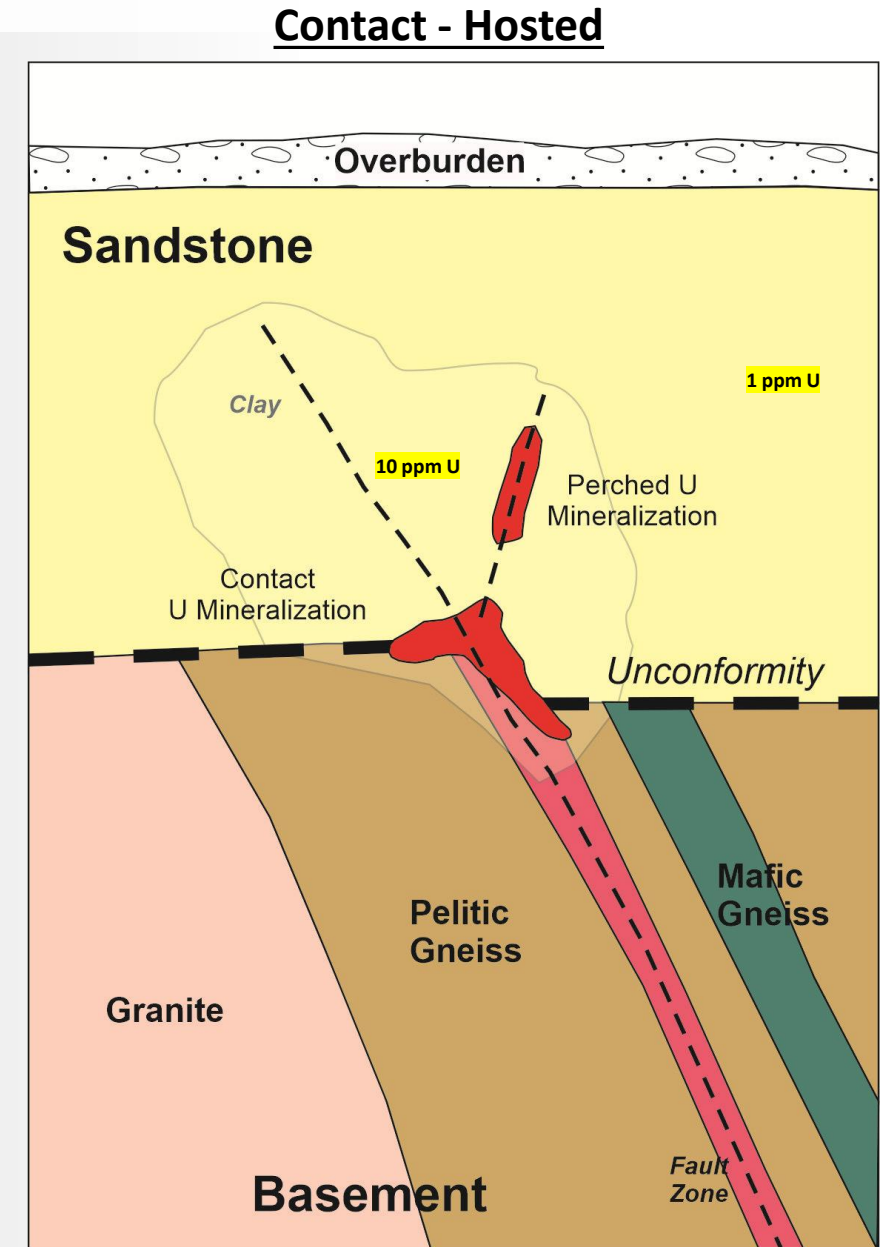 Contact - Hosted
Overburden
Sandstone
1 ppm U
Clay
10 ppm U
Perched U
Mineralization
Contact
U Mineralization
Unconformity
Mafic
Gneiss
Pelitic
Gneiss
Granite
Fault
Zone
Basement